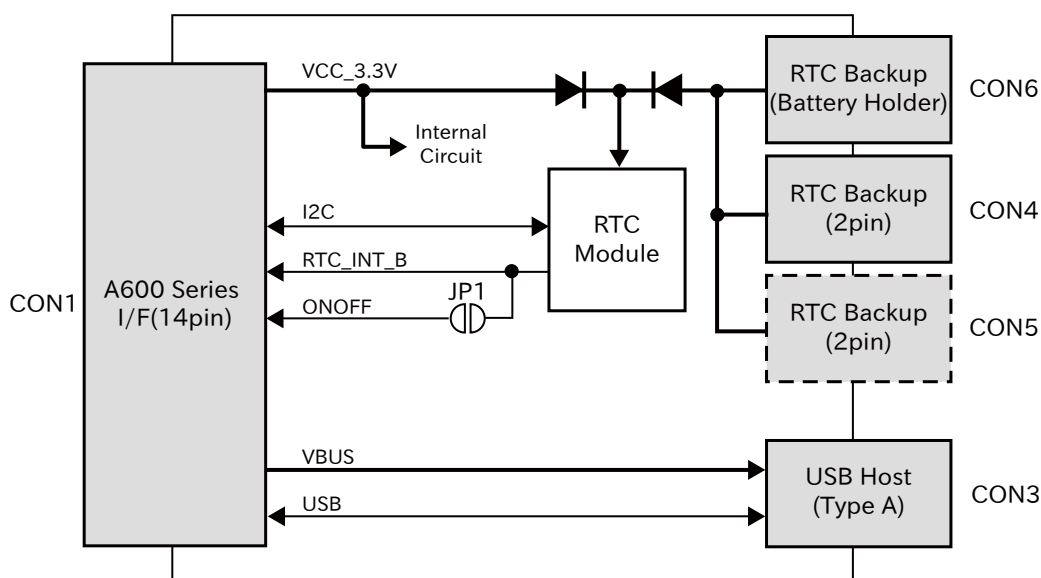 VCC_3.3V
Internal
Circuit
RTC Backup
(Battery Holder)
CON6
RTC Backup
(2pin)
CON4
I2C
RTC
Module
RTC_INT_B
CON1
A600 Series
I/F(14pin)
ONOFF
JP1
RTC Backup
(2pin)
CON5
VBUS
USB
USB Host
(Type A)
CON3